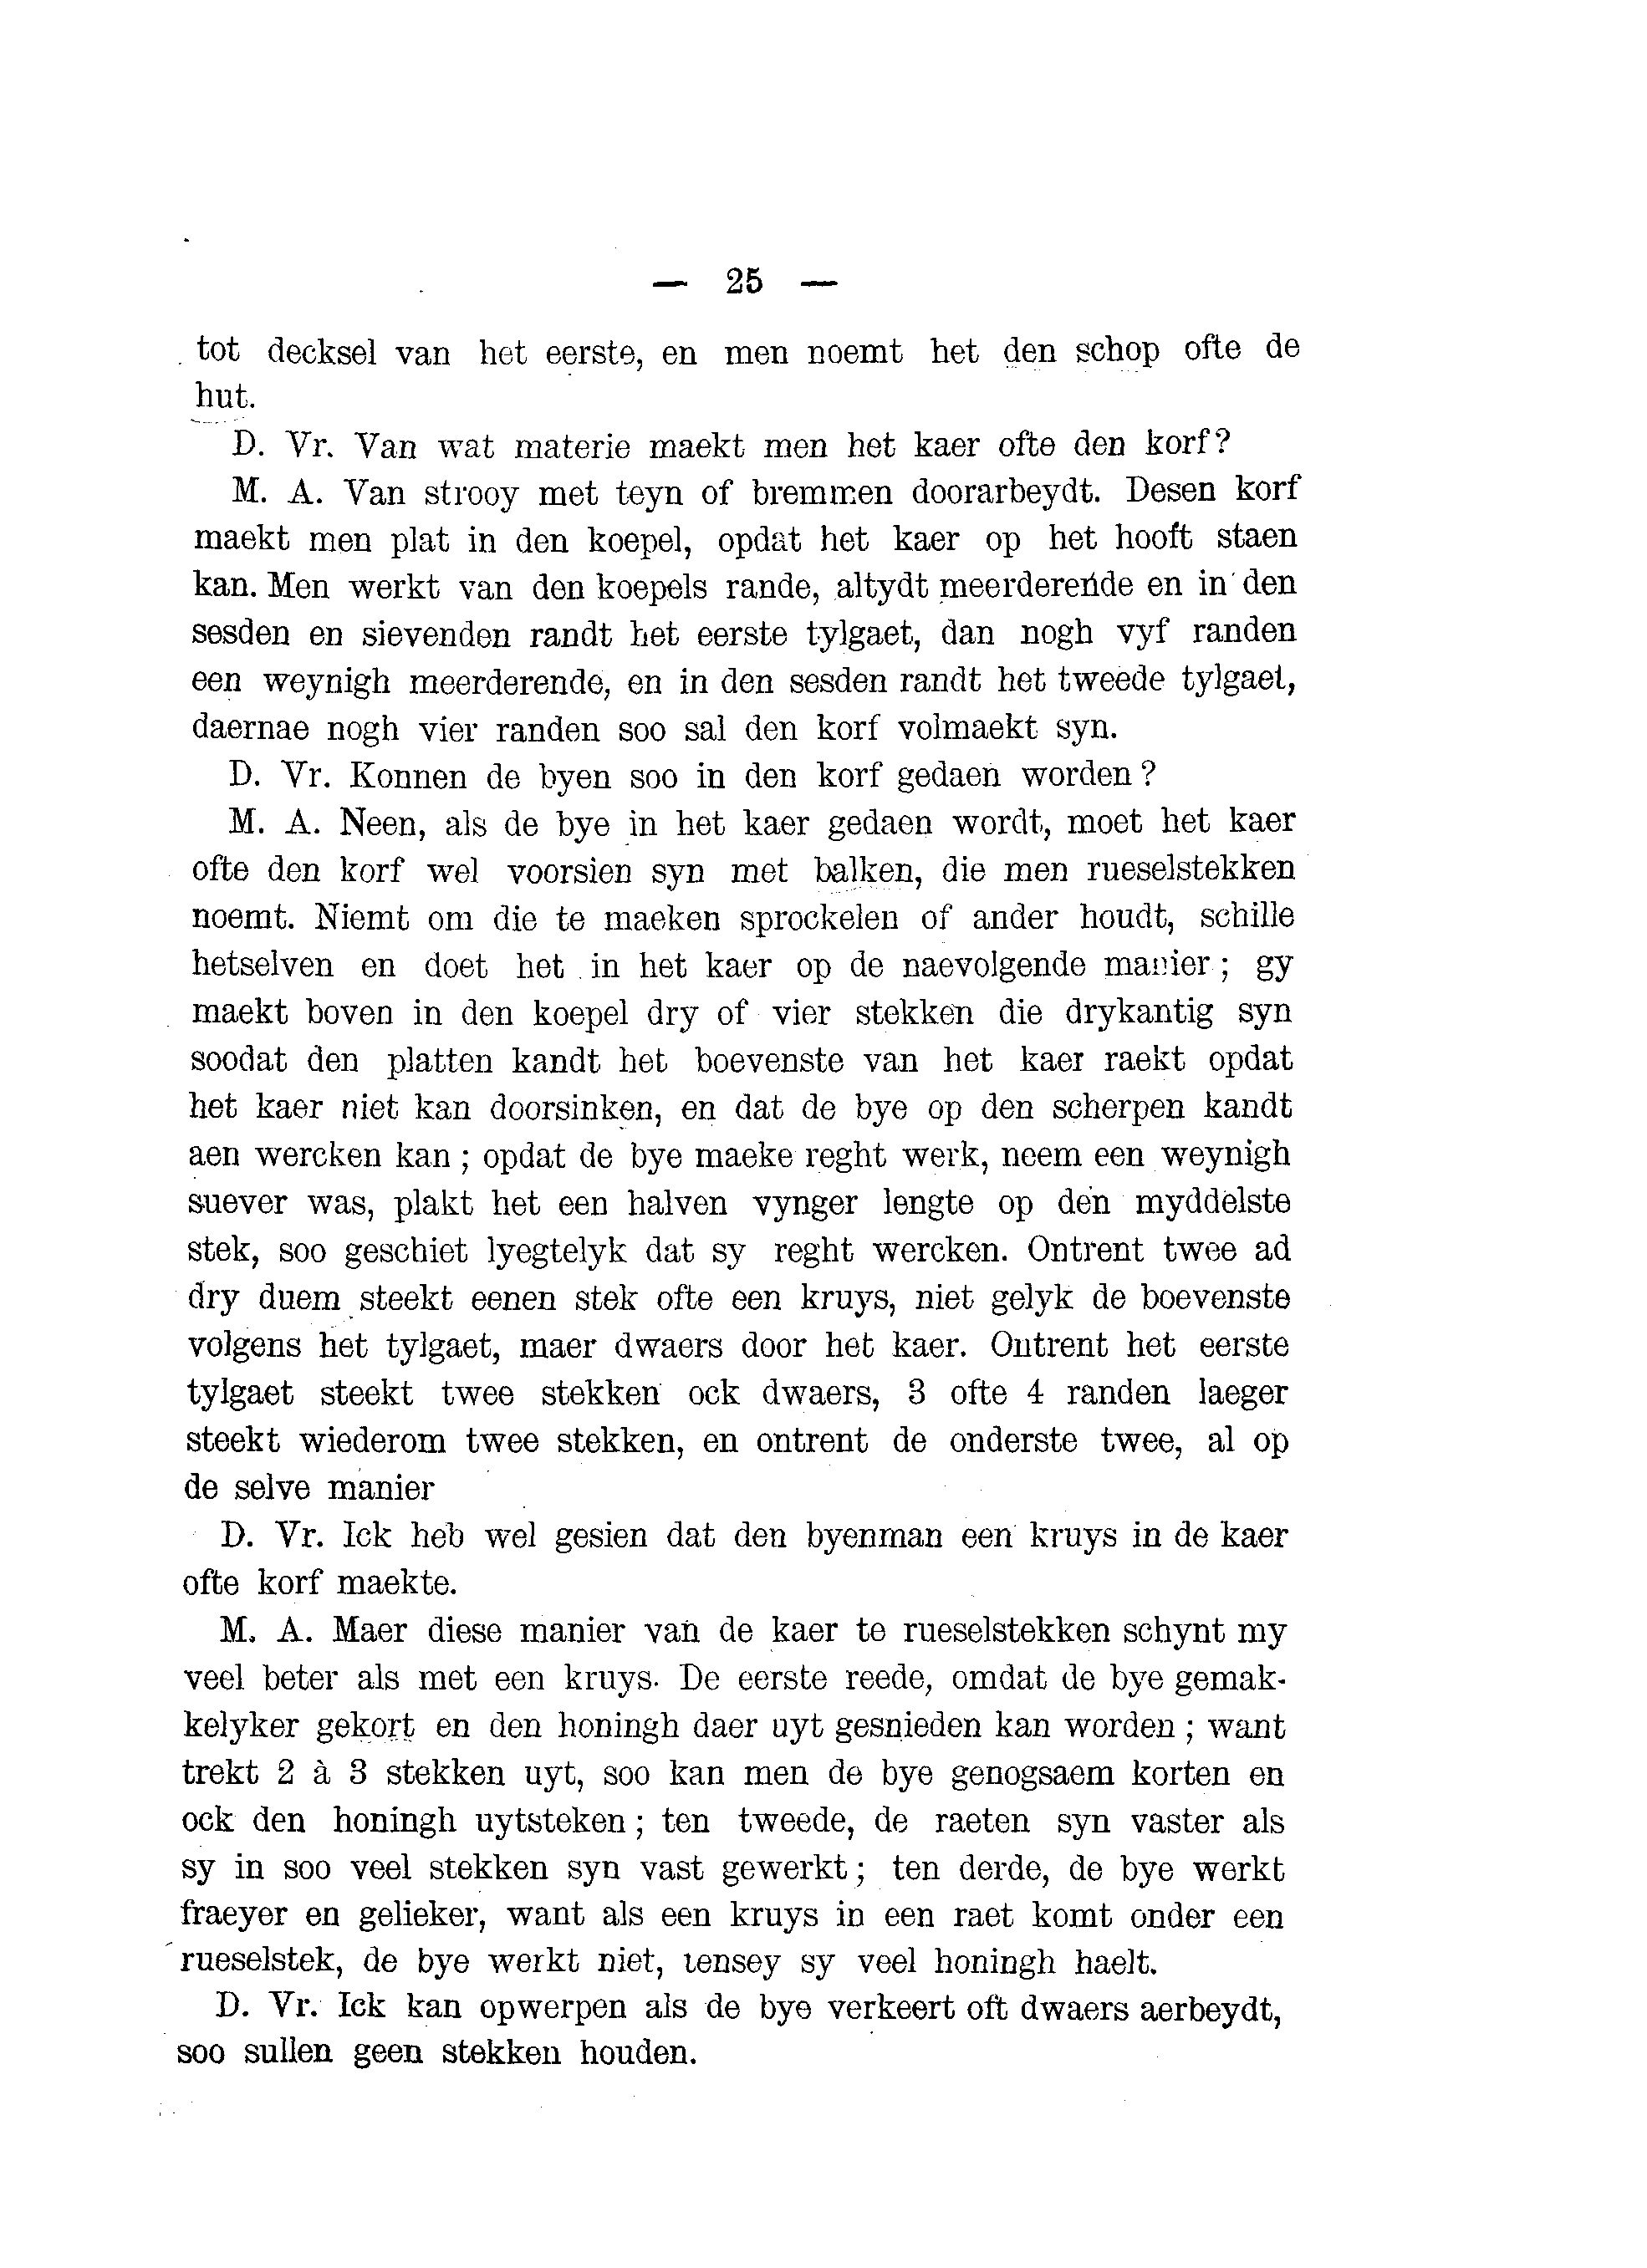 — 25 —
tot decksel van het eerste, en men noemt het den schop ofte de
hut.
D. Vr. Van wat materie maekt men het kaer ofte den korf?
M. A. Van strooy met teyn of bremmen doorarbeydt. Desen korf
maekt men plat in den koepel, opdat het kaer op het hooft staen
kan. Men werkt van den koepels rande, altydt meerderende en in den
sesden en sievenden randt het eerste tylgaet, dan nogh vyf randen
een weynigh meerderende, en in den sesden randt het tweede tylgaet,
daernae nogh vier randen soo sal den korf volmaekt syn.
D. Vr. Konnen de byen soo in den korf gedaen worden?
M. A. Neen, als de bye in het kaer gedaen wordt, moet het kaer
ofte den korf wel voorsien syn met balken, die men rueselstekken
noemt. Niemt om die te maeken sprockelen of ander houdt, schille
hetselven en doet het in het kaer op de naevolgende manier; gy
maekt boven in den koepel dry of vier stekken die drykantig syn
soodat den platten kandt het boevenste van het kaer raekt opdat
het kaer niet kan doorsinken, en dat de bye op den scherpen kandt
aen wercken kan; opdat de bye maeke reght werk, neem een weynigh
suever was, plakt het een halven vynger lengte op den myddelste
stek, soo geschiet lyegtelyk dat sy reght wercken. Ontrent twee ad
dry duem steekt eenen stek ofte een kruys, niet gelyk de boevenste
volgens het tylgaet, maer dwaers door het kaer. Ontrent het eerste
tylgaet steekt twee stekken ock dwaers, 3 ofte 4 randen laeger
steekt wiederom twee stekken, en ontrent de onderste twee, al op
de selve manier
D. Vr. Ick heb wel gesien dat den byenman een kruys in de kaer
ofte korf maekte.
M. A. Maer diese manier van de kaer te rueselstekken schynt my
veel beter als met een kruys. De eerste reede, omdat de bye gemak-
kelyker gekort en den honingh daer uyt gesnieden kan worden; want
trekt 2 à 3 stekken uyt, soo kan men de bye genogsaem korten en
ock den honingh uytsteken; ten tweede, de raeten syn vaster als
sy in soo veel stekken syn vast gewerkt; ten derde, de bye werkt
fraeyer en gelieker, want als een kruys in een raet komt onder een
rueselstek, de bye werkt niet, tensey sy veel honingh haelt.
D. Vr. Ick kan opwerpen als de bye verkeert oft dwaers aerbeydt,
soo sullen geen stekken houden.